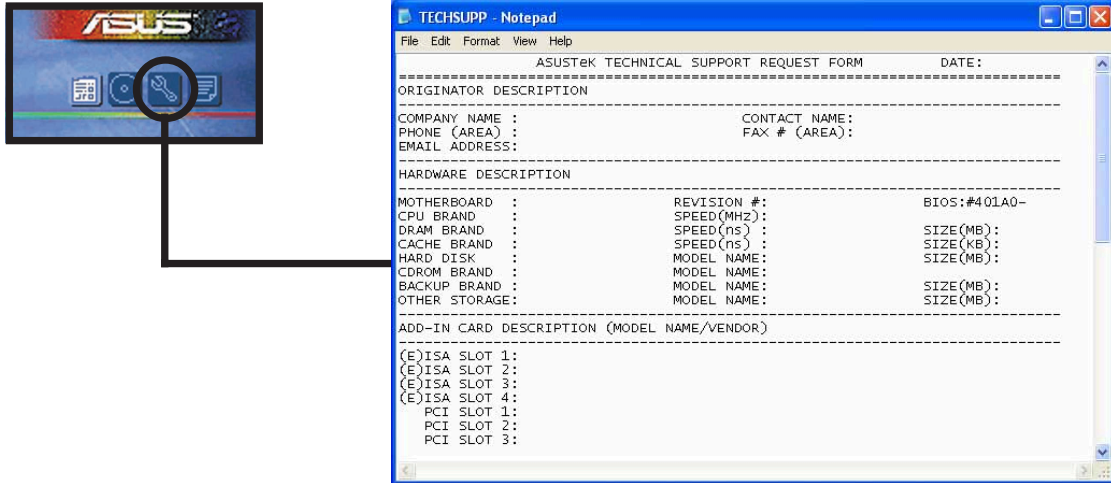 ASUS
TECHSUPP - Notepad
File Edit Format View Help
ASUSTeK TECHNICAL SUPPORT REQUEST FORM DATE:
================================================================================
ORIGINATOR DESCRIPTION
--------------------------------------------------------------------------------
COMPANY NAME : CONTACT NAME:
PHONE (AREA) : FAX # (AREA):
EMAIL ADDRESS:
--------------------------------------------------------------------------------
HARDWARE DESCRIPTION
--------------------------------------------------------------------------------
MOTHERBOARD : REVISION #: BIOS:#401A0-
CPU BRAND : SPEED(MHz):
DRAM BRAND : SPEED(ns) : SIZE(MB):
CACHE BRAND : SPEED(ns) : SIZE(KB):
HARD DISK : MODEL NAME: SIZE(MB):
CDROM BRAND : MODEL NAME:
BACKUP BRAND : MODEL NAME: SIZE(MB):
OTHER STORAGE: MODEL NAME: SIZE(MB):
--------------------------------------------------------------------------------
ADD-IN CARD DESCRIPTION (MODEL NAME/VENDOR)
--------------------------------------------------------------------------------
(E)ISA SLOT 1:
(E)ISA SLOT 2:
(E)ISA SLOT 3:
(E)ISA SLOT 4:
PCI SLOT 1:
PCI SLOT 2:
PCI SLOT 3: